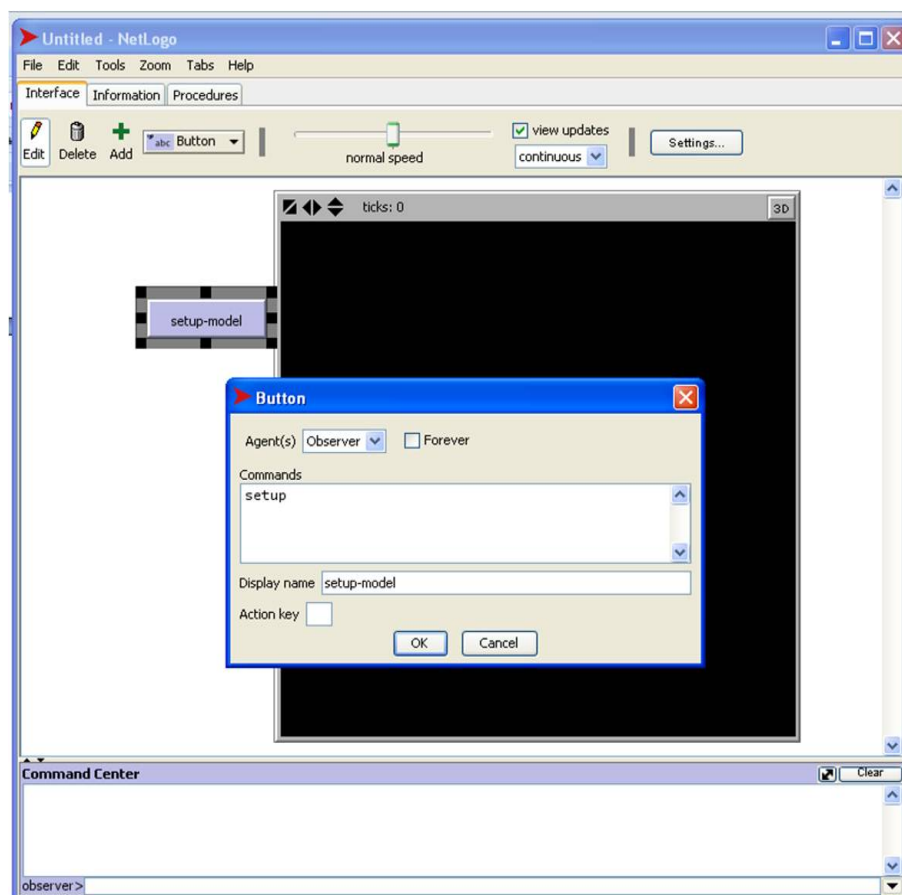 Untitled - NetLogo
File Edit Tools Zoom Tabs Help
Interface Information Procedures
Edit Delete Add abc Button normal speed view updates continuous Settings...
ticks: 0 3D
setup-model
Button
Agent(s) Observer Forever
Commands
setup
Display name setup-model
Action key
OK Cancel
Command Center Clear
observer>